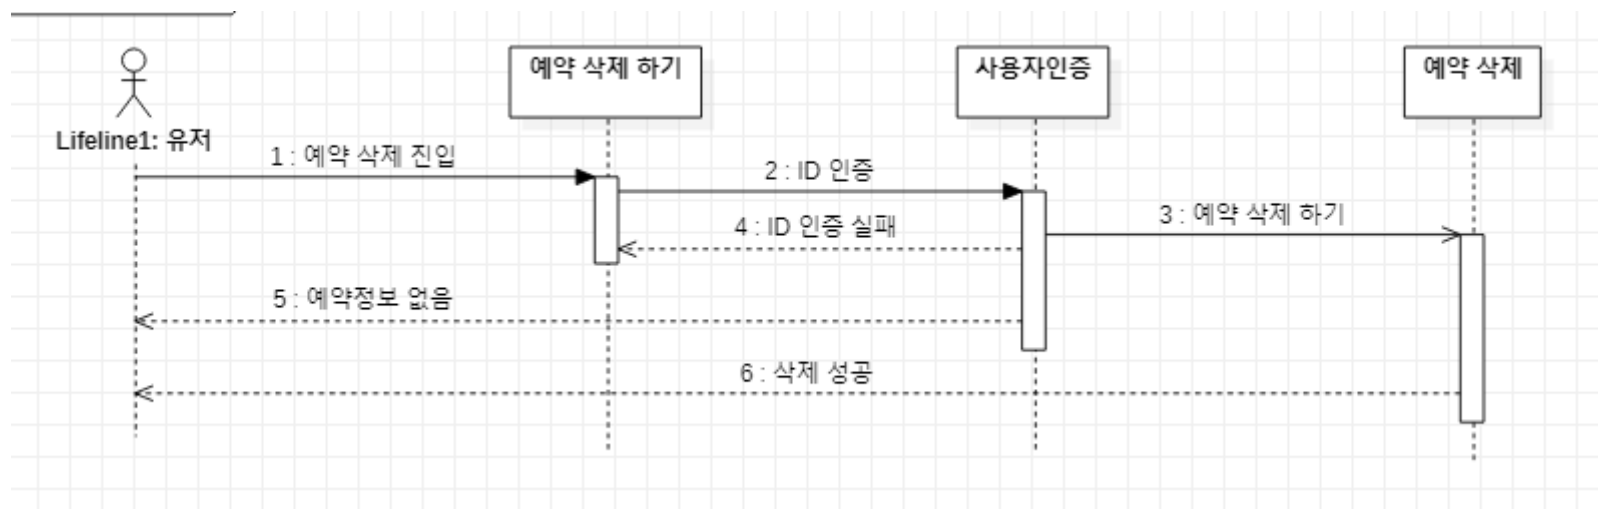 예약 삭제 하기
사용자인증
예약 삭제
Lifeline1: 유저
1 : 예약 삭제 진입
2 : ID 인증
3 : 예약 삭제 하기
4 : ID 인증 실패
5 : 예약정보 없음
6 : 삭제 성공